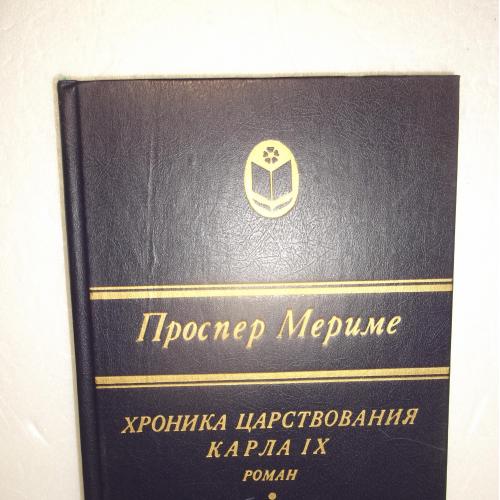 Проспер Мериме
ХРОНИКА ЦАРСТВОВАНИЯ
КАРЛА IX
РОМАН